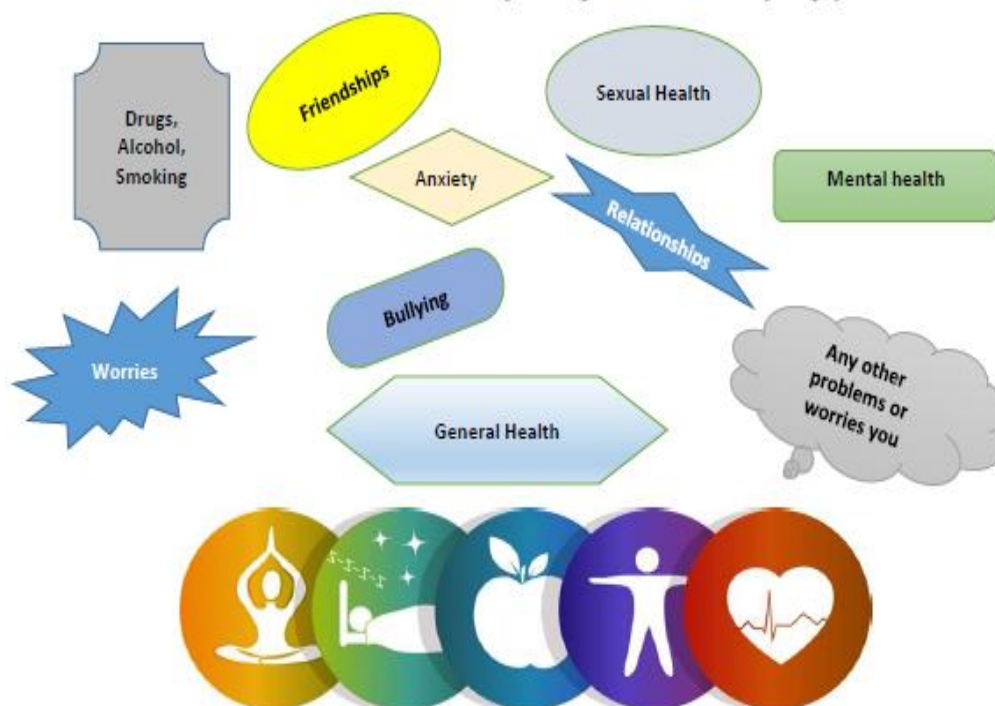 Friendships
Sexual Health
Drugs,
Alcohol,
Smoking
Anxiety
Mental health
Relationships
Bullying
Worries
Any other
problems or
worries you
General Health